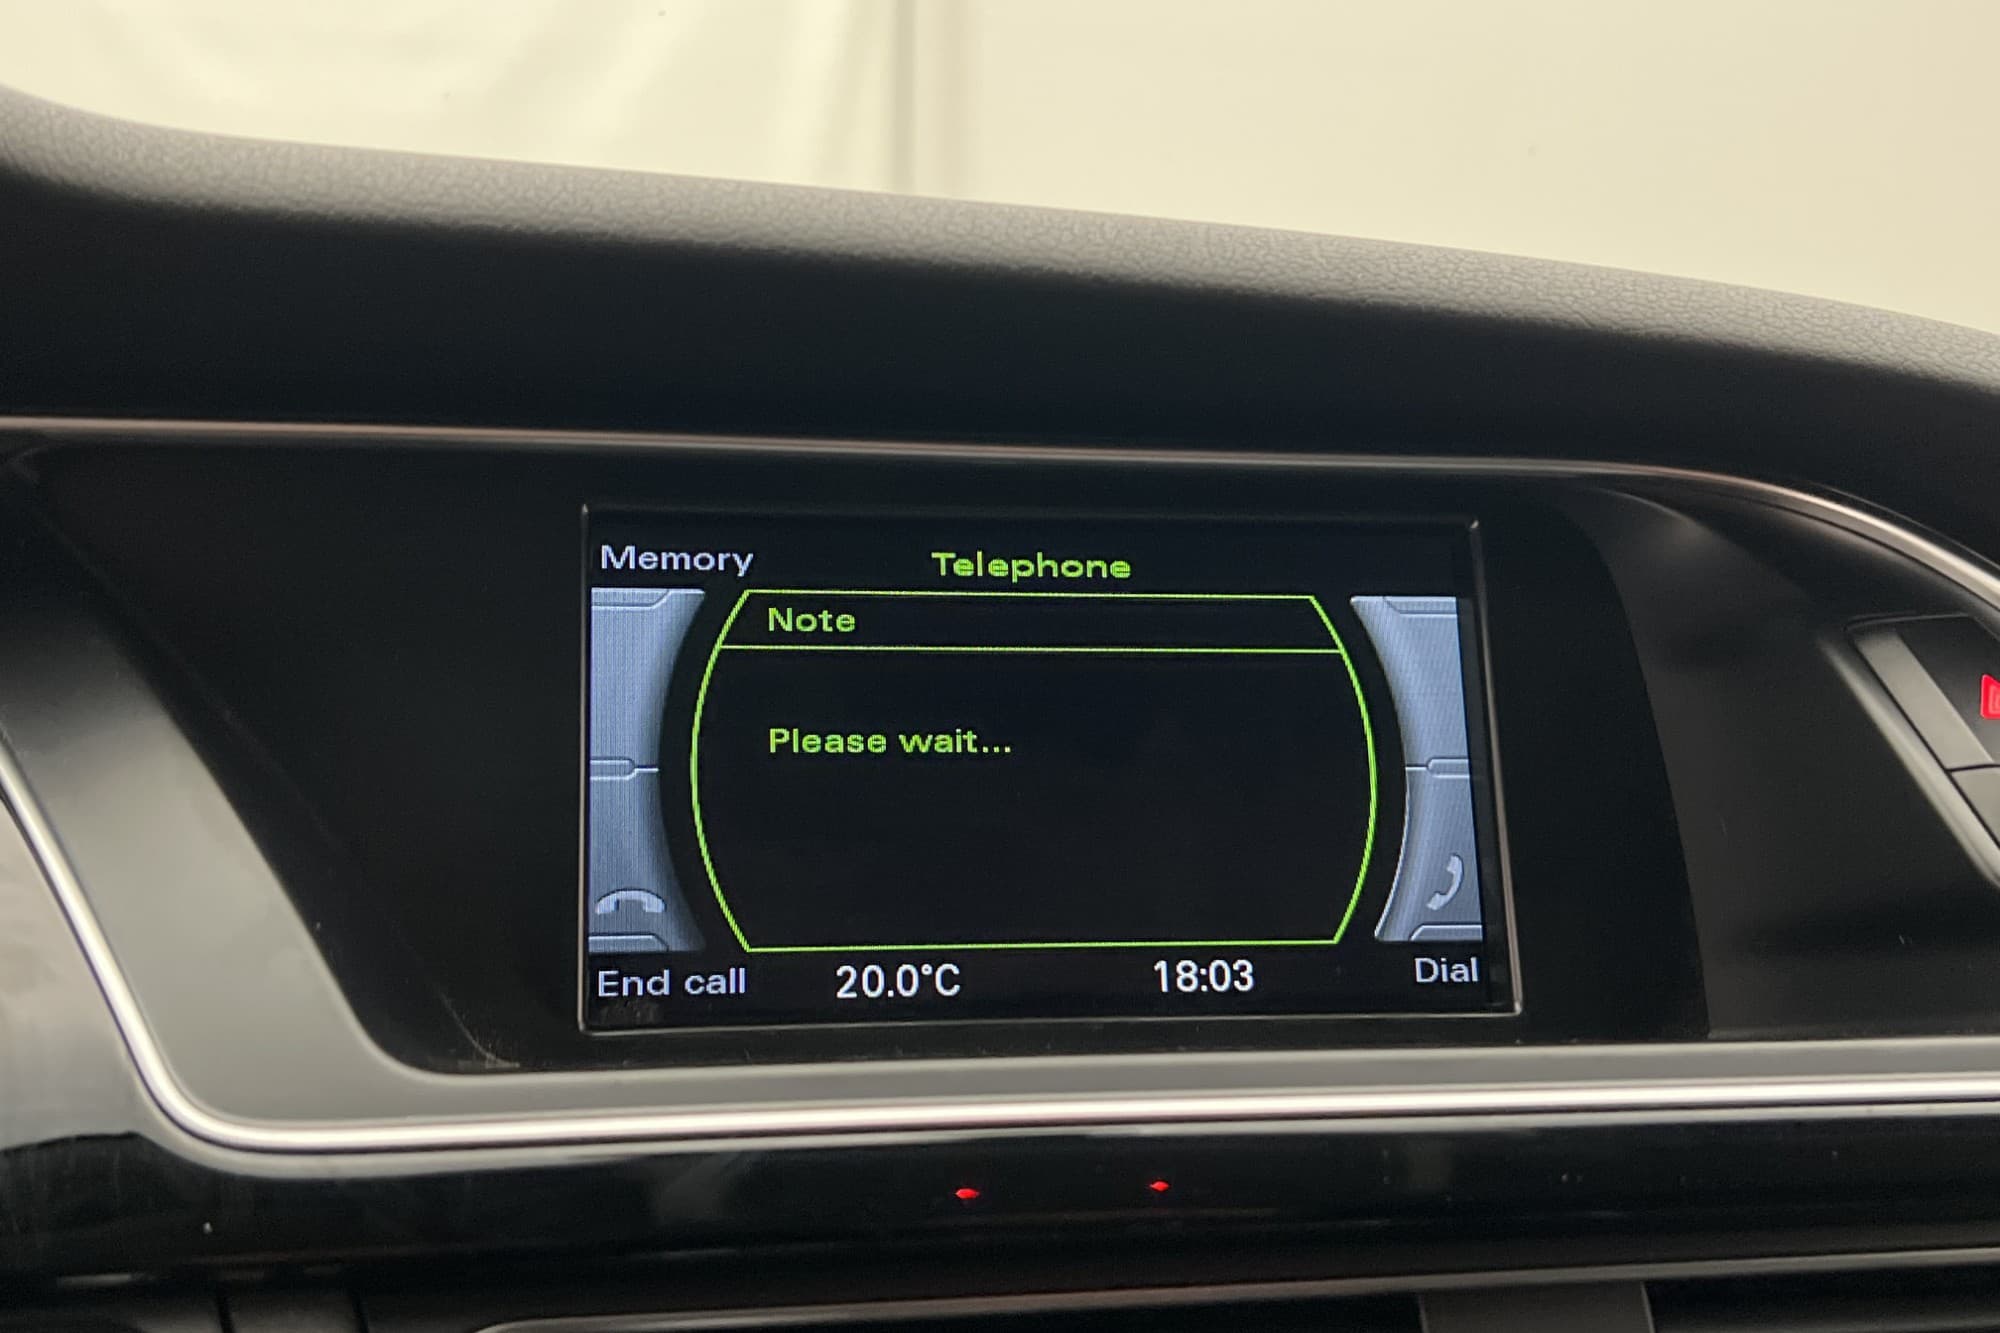 Memory
Telephone
Note
Please wait...
End call
20.0°C
18:03
Dial